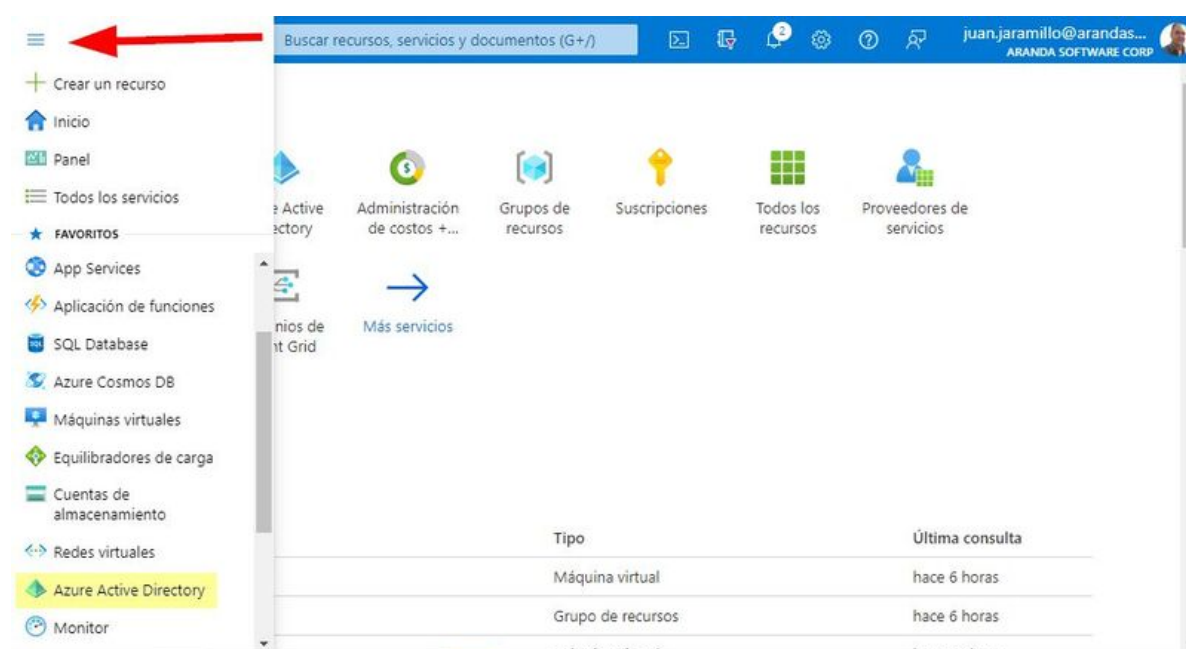 Buscar recursos, servicios y documentos (G+/)
2
juan.jaramillo@arandas...
ARANDA SOFTWARE CORP
Crear un recurso
Inicio
Panel
Todos los servicios
FAVORITOS
App Services
Aplicación de funciones
SQL Database
Azure Cosmos DB
Máquinas virtuales
Equilibradores de carga
Cuentas de
almacenamiento
Redes virtuales
Azure Active Directory
Monitor
Active
Administración
de costos +...
Grupos de
recursos
Suscripciones
Todos los
recursos
Proveedores de
servicios
de
Grid
Más servicios
Tipo
Última consulta
Máquina virtual
hace 6 horas
Grupo de recursos
hace 6 horas